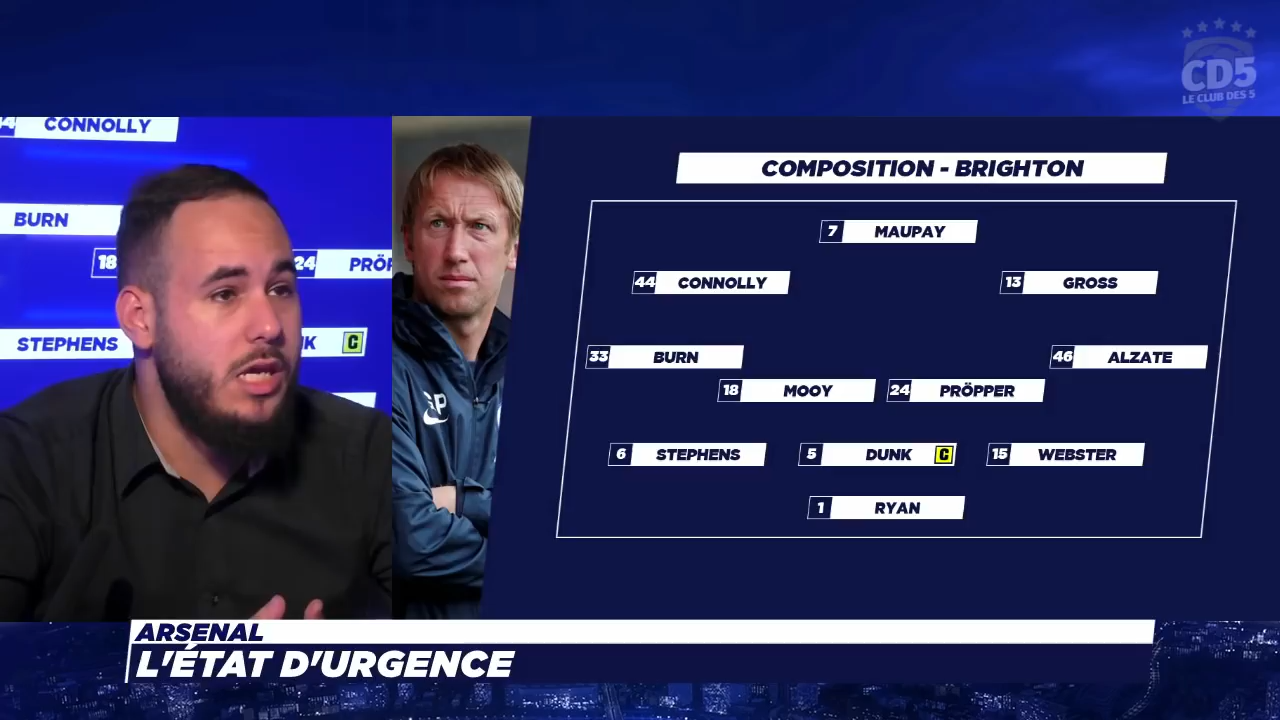 CD5
LE CLUB DES 5
CONNOLLY
BURN
18
24 PRÖP
STEPHENS
NK C
GP
COMPOSITION - BRIGHTON
7 MAUPAY
44 CONNOLLY
13 GROSS
33 BURN
46 ALZATE
18 MOOY
24 PRÖPPER
6 STEPHENS
5 DUNK C
15 WEBSTER
1 RYAN
ARSENAL
L'ÉTAT D'URGENCE